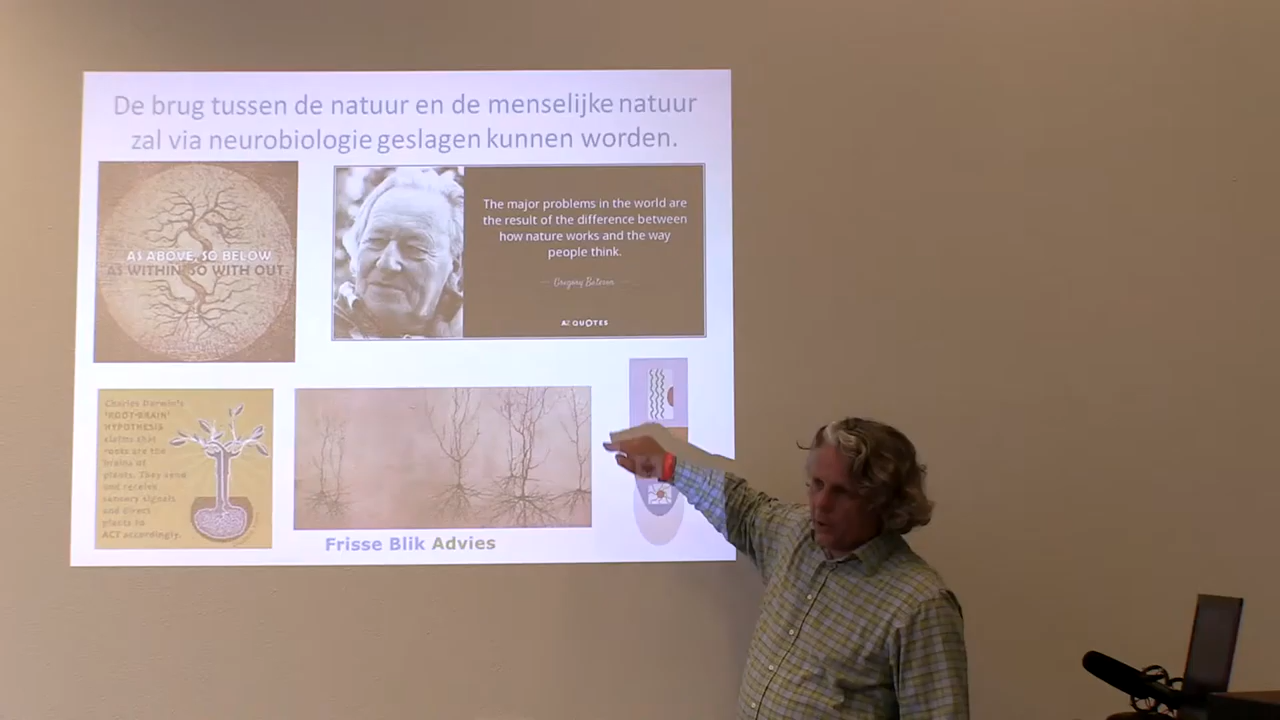 De brug tussen de natuur en de menselijke natuur
zal via neurobiologie geslagen kunnen worden.
AS ABOVE, SO BELOW
AS WITHIN, SO WITH OUT.
The major problems in the world are
the result of the difference between
how nature works and the way
people think.
Gregory Bateson
AZ QUOTES
Charles Darwin's
'ROOT-BRAIN'
HYPOTHESIS
claims that
roots are the
brains of
plants. They send
and receive
sensory signals
and direct
plants to
ACT accordingly.
Frisse Blik Advies